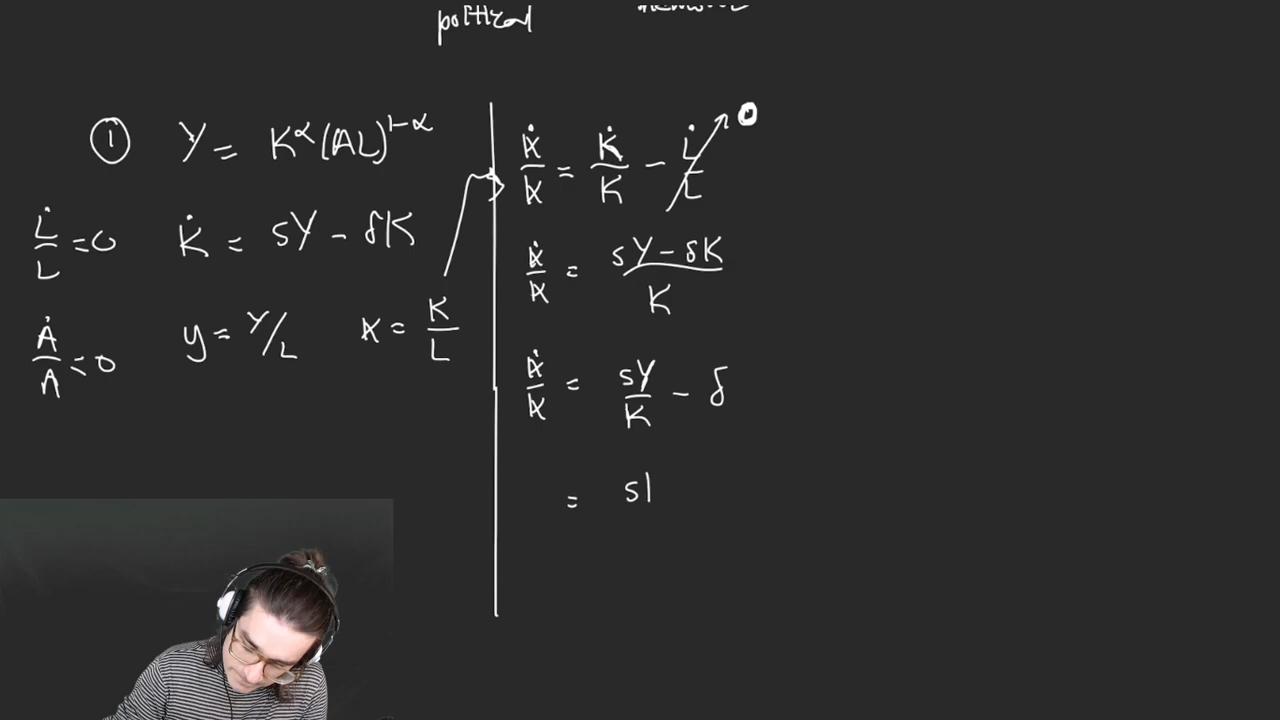 political
① Y = K^α (AL)^{1-α}
L̇/L = 0   K̇ = sY - δK
Ȧ/A = 0   y = Y/L   k = K/L
k̇/k = K̇/K - L̇/L → 0
k̇/k = (sY - δK)/K
k̇/k = sY/K - δ
= s